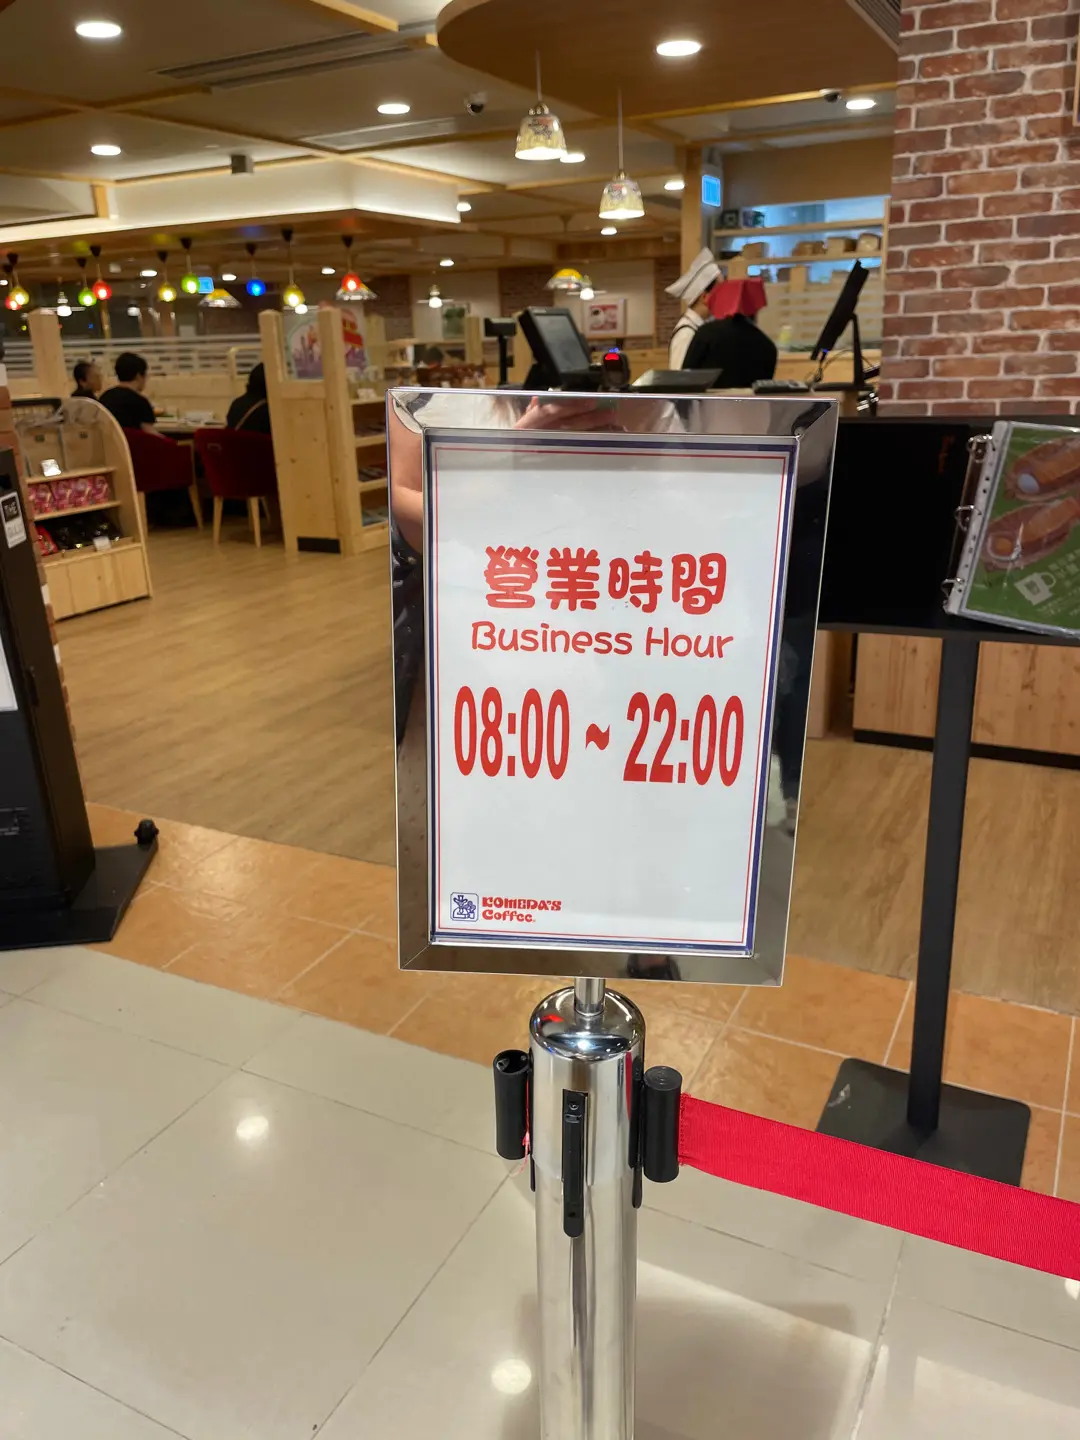 營業時間
Business Hour
08:00 ~ 22:00
KOMEDA'S
Coffee